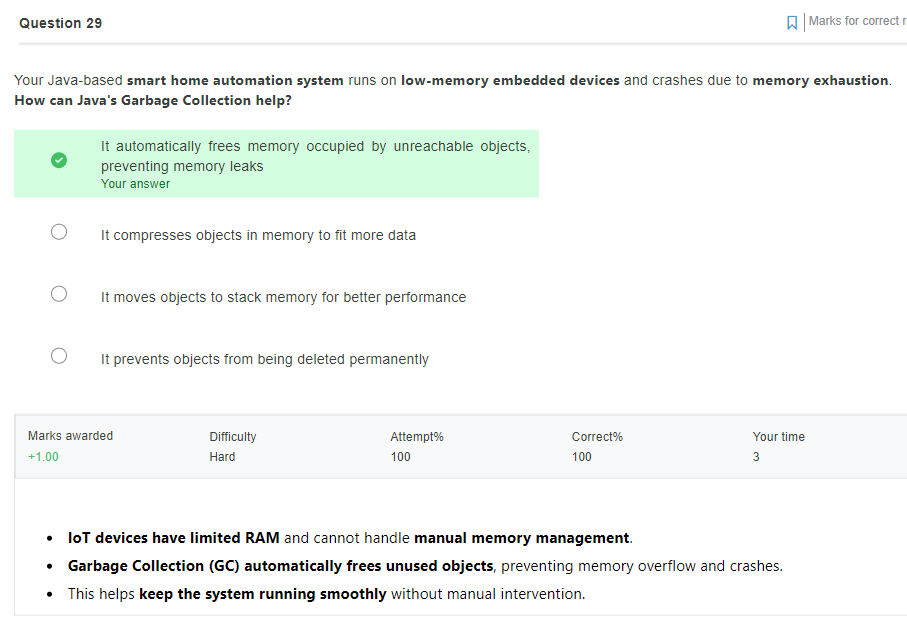 Question 29
Marks for correct r
Your Java-based smart home automation system runs on low-memory embedded devices and crashes due to memory exhaustion.
How can Java's Garbage Collection help?
It automatically frees memory occupied by unreachable objects,
preventing memory leaks
Your answer
It compresses objects in memory to fit more data
It moves objects to stack memory for better performance
It prevents objects from being deleted permanently
Marks awarded Difficulty Attempt% Correct% Your time
+1.00 Hard 100 100 3
• IoT devices have limited RAM and cannot handle manual memory management.
• Garbage Collection (GC) automatically frees unused objects, preventing memory overflow and crashes.
• This helps keep the system running smoothly without manual intervention.